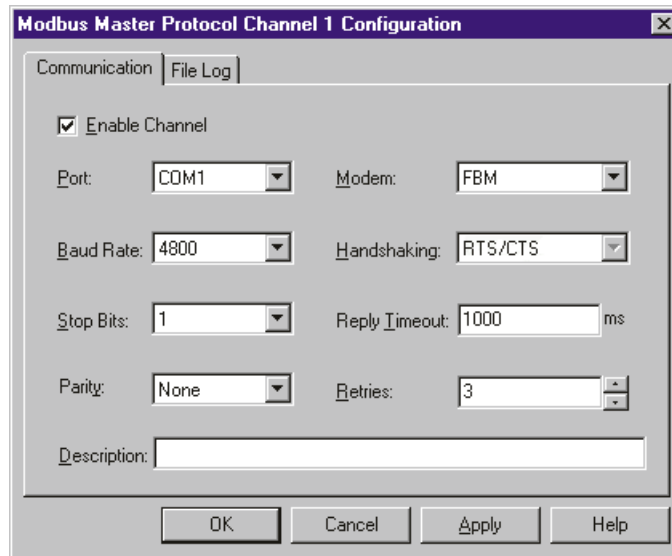 Modbus Master Protocol Channel 1 Configuration
Communication File Log
Enable Channel
Port: COM1 Modem: FBM
Baud Rate: 4800 Handshaking: RTS/CTS
Stop Bits: 1 Reply Timeout: 1000 ms
Parity: None Retries: 3
Description:
OK Cancel Apply Help